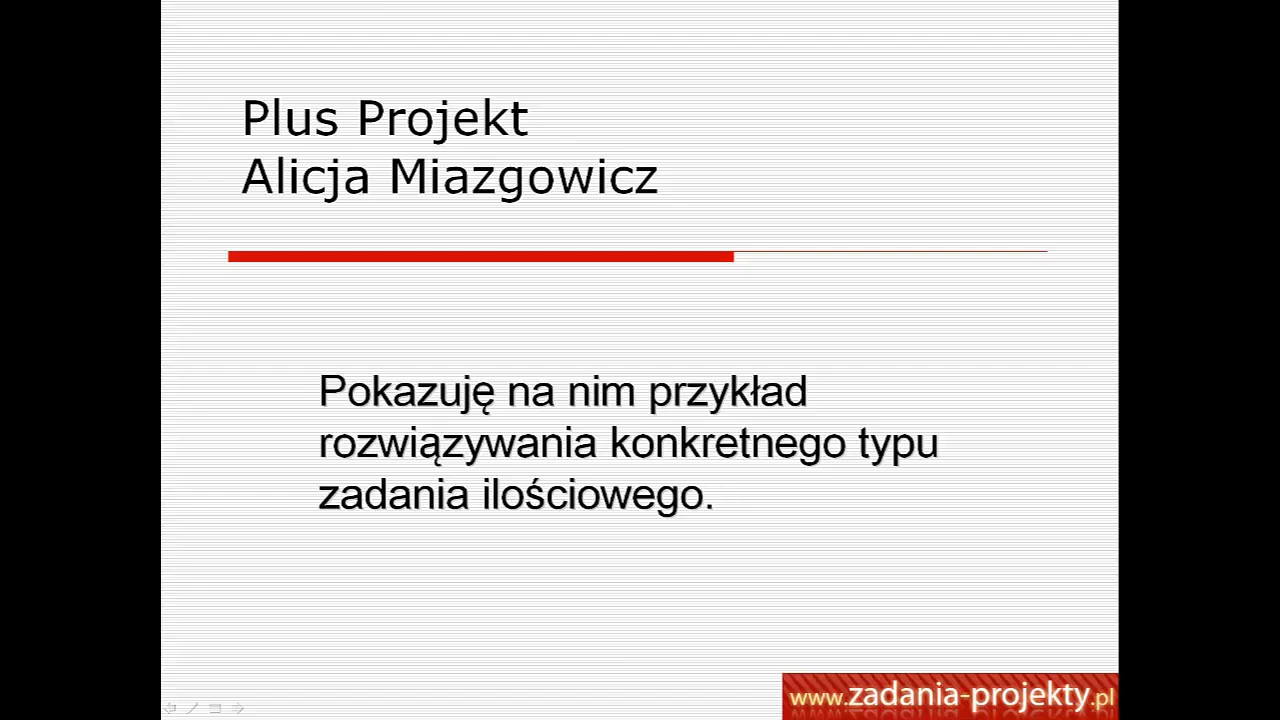 Plus Projekt
Alicja Miazgowicz
Pokazuję na nim przykład
rozwiązywania konkretnego typu
zadania ilościowego.
www.zadania-projekty.pl